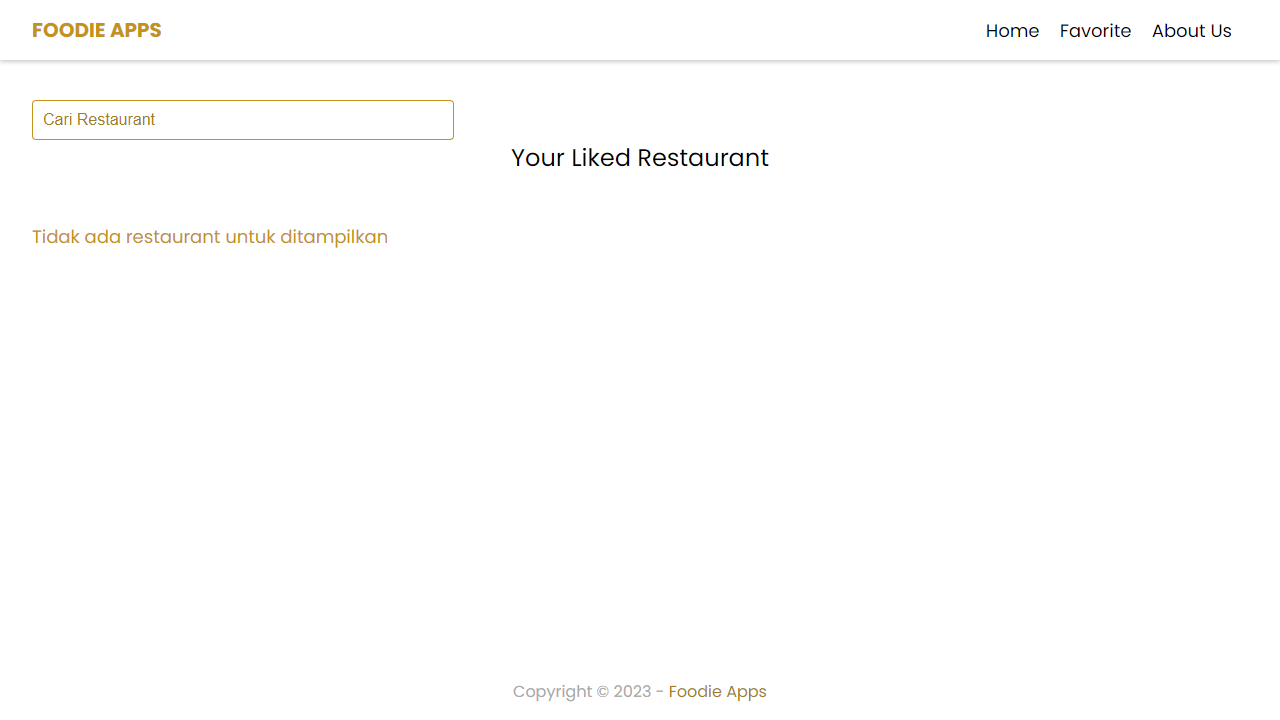 FOODIE APPS
Home Favorite About Us
Cari Restaurant
Your Liked Restaurant
Tidak ada restaurant untuk ditampilkan
Copyright © 2023 - Foodie Apps